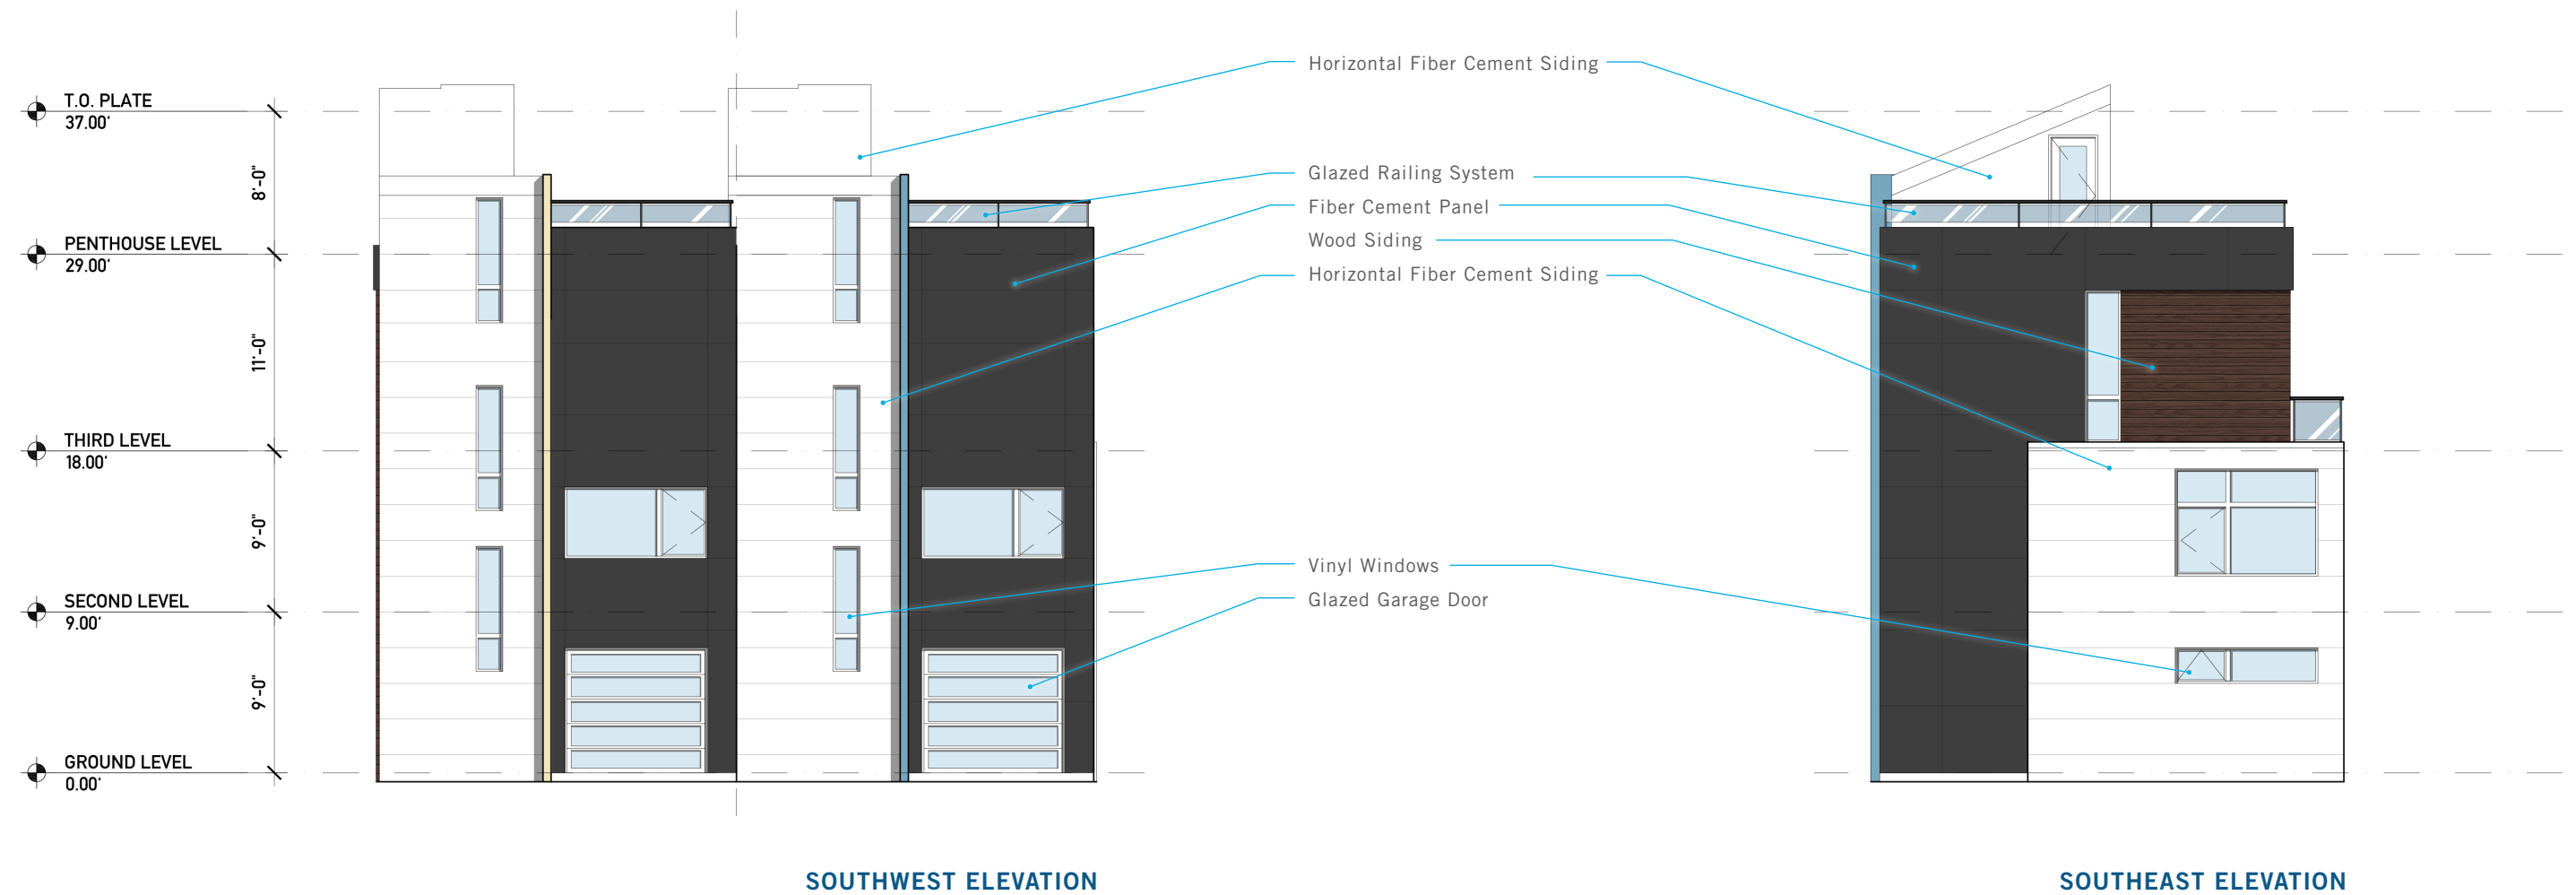 T.O. PLATE
37.00'
8'-0"
PENTHOUSE LEVEL
29.00'
11'-0"
THIRD LEVEL
18.00'
9'-0"
SECOND LEVEL
9.00'
9'-0"
GROUND LEVEL
0.00'
Horizontal Fiber Cement Siding
Glazed Railing System
Fiber Cement Panel
Wood Siding
Horizontal Fiber Cement Siding
Vinyl Windows
Glazed Garage Door
SOUTHWEST ELEVATION
SOUTHEAST ELEVATION